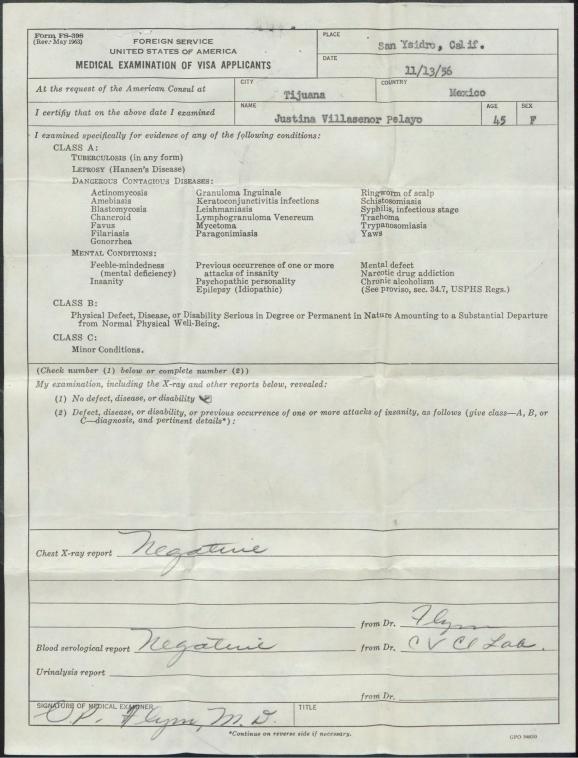 Form FS-398
(Rev. May 1963)
FOREIGN SERVICE
UNITED STATES OF AMERICA
MEDICAL EXAMINATION OF VISA APPLICANTS
PLACE
San Ysidro, Calif.
DATE
11/13/56
At the request of the American Consul at
CITY
Tijuana
COUNTRY
Mexico
I certify that on the above date I examined
NAME
Justina Villasenor Pelayo
AGE
45
SEX
F
I examined specifically for evidence of any of the following conditions:
CLASS A:
TUBERCULOSIS (in any form)
LEPROSY (Hansen's Disease)
DANGEROUS CONTAGIOUS DISEASES:
Actinomycosis
Amebiasis
Blastomycosis
Chancroid
Favus
Filariasis
Gonorrhea
Granuloma Inguinale
Keratoconjunctivitis infections
Leishmaniasis
Lymphogranuloma Venereum
Mycetoma
Paragonimiasis
Ringworm of scalp
Schistosomiasis
Syphilis, infectious stage
Trachoma
Trypanosomiasis
Yaws
MENTAL CONDITIONS:
Feeble-mindedness
(mental deficiency)
Insanity
Previous occurrence of one or more
attacks of insanity
Psychopathic personality
Epilepsy (Idiopathic)
Mental defect
Narcotic drug addiction
Chronic alcoholism
(See proviso, sec. 34.7, USPHS Regs.)
CLASS B:
Physical Defect, Disease, or Disability Serious in Degree or Permanent in Nature Amounting to a Substantial Departure
from Normal Physical Well-Being.
CLASS C:
Minor Conditions.
(Check number (1) below or complete number (2))
My examination, including the X-ray and other reports below, revealed:
(1) No defect, disease, or disability
(2) Defect, disease, or disability, or previous occurrence of one or more attacks of insanity, as follows (give class—A, B, or
C—diagnosis, and pertinent details*):
Chest X-ray report Negative
from Dr. Flynn
Blood serological report Negative
from Dr. C V Cl Lab.
Urinalysis report
from Dr.
SIGNATURE OF MEDICAL EXAMINER
O.P. Flynn, M.D.
TITLE
*Continue on reverse side if necessary.